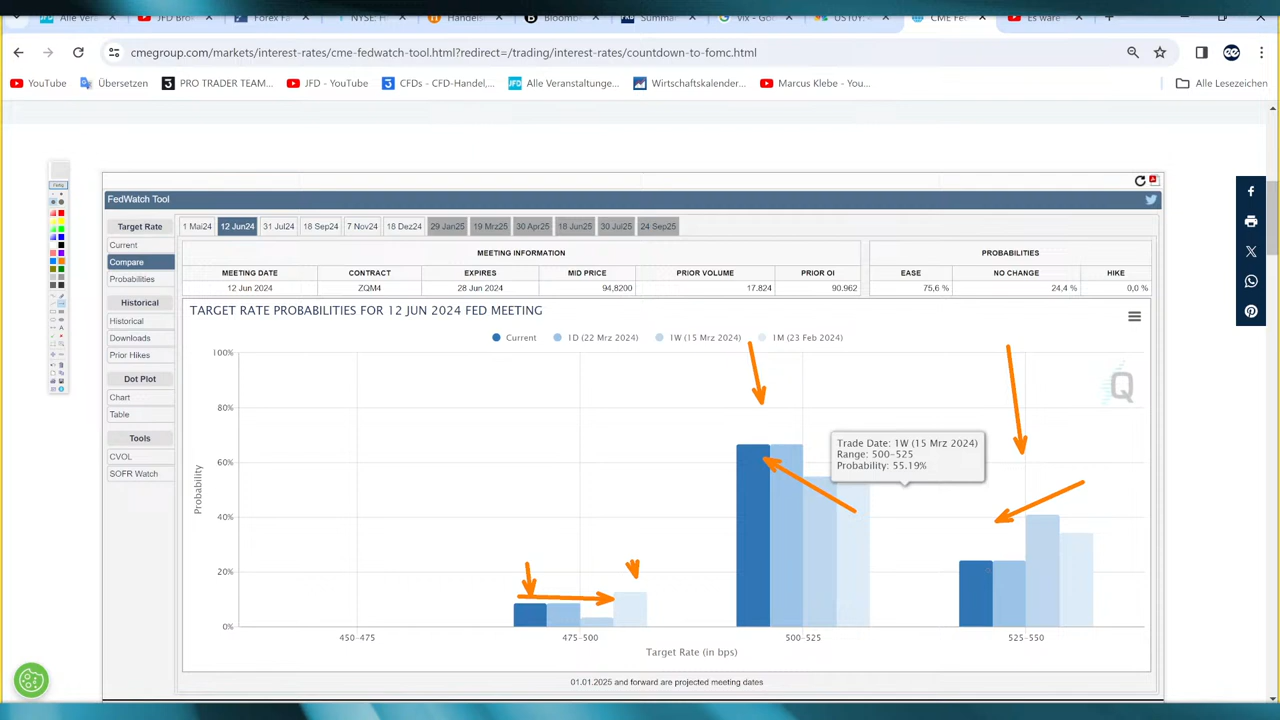 Alle Ver
JFD Bro
Forex Fa
NYSE: H
Handels
Bloomb
Summar
Vix – Goo
US10Y:
CME Fed
Es ware
cmegroup.com/markets/interest-rates/cme-fedwatch-tool.html?redirect=/trading/interest-rates/countdown-to-fomc.html
YouTube
Übersetzen
PRO TRADER TEAM...
JFD - YouTube
CFDs - CFD-Handel,...
Alle Veranstaltunge...
Wirtschaftskalender...
Marcus Klebe - You...
Alle Lesezeichen
FedWatch Tool
Target Rate
Current
Compare
Probabilities
Historical
Historical
Downloads
Prior Hikes
Dot Plot
Chart
Table
Tools
CVOL
SOFR Watch
1 Mai24 12 Jun24 31 Jul24 18 Sep24 7 Nov24 18 Dez24 29 Jan25 19 Mrz25 30 Apr25 18 Jun25 30 Jul25 24 Sep25
MEETING INFORMATION
MEETING DATE CONTRACT EXPIRES MID PRICE PRIOR VOLUME PRIOR OI
12 Jun 2024 ZQM4 28 Jun 2024 94,8200 17.824 90.962
PROBABILITIES
EASE NO CHANGE HIKE
75,6 % 24,4 % 0,0 %
TARGET RATE PROBABILITIES FOR 12 JUN 2024 FED MEETING
Current 1D (22 Mrz 2024) 1W (15 Mrz 2024) 1M (23 Feb 2024)
Probability
100%
80%
60%
40%
20%
0%
Q
Trade Date: 1W (15 Mrz 2024)
Range: 500-525
Probability: 55.19%
450-475 475-500 500-525 525-550
Target Rate (in bps)
01.01.2025 and forward are projected meeting dates